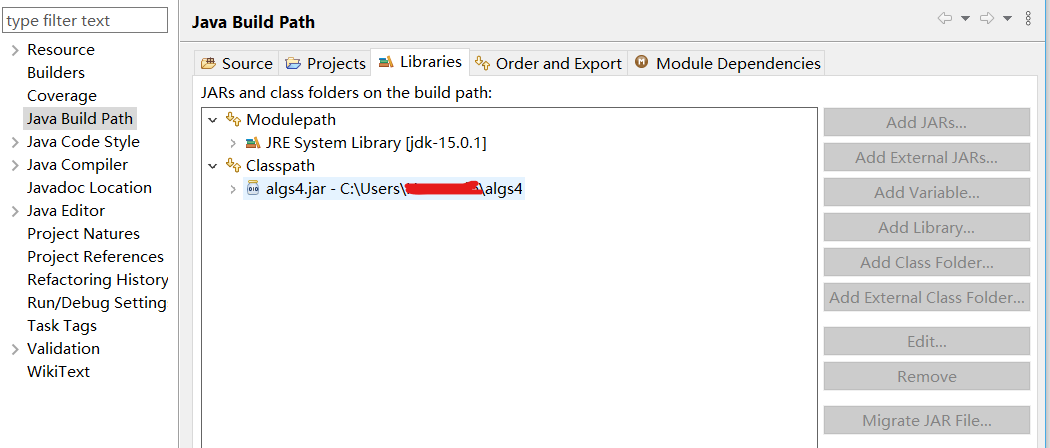 type filter text
Resource
Builders
Coverage
Java Build Path
Java Code Style
Java Compiler
Javadoc Location
Java Editor
Project Natures
Project References
Refactoring History
Run/Debug Setting
Task Tags
Validation
WikiText
Java Build Path
Source Projects Libraries Order and Export Module Dependencies
JARs and class folders on the build path:
Modulepath
JRE System Library [jdk-15.0.1]
Classpath
algs4.jar - C:\Users\ \algs4
Add JARs...
Add External JARs...
Add Variable...
Add Library...
Add Class Folder...
Add External Class Folder...
Edit...
Remove
Migrate JAR File...